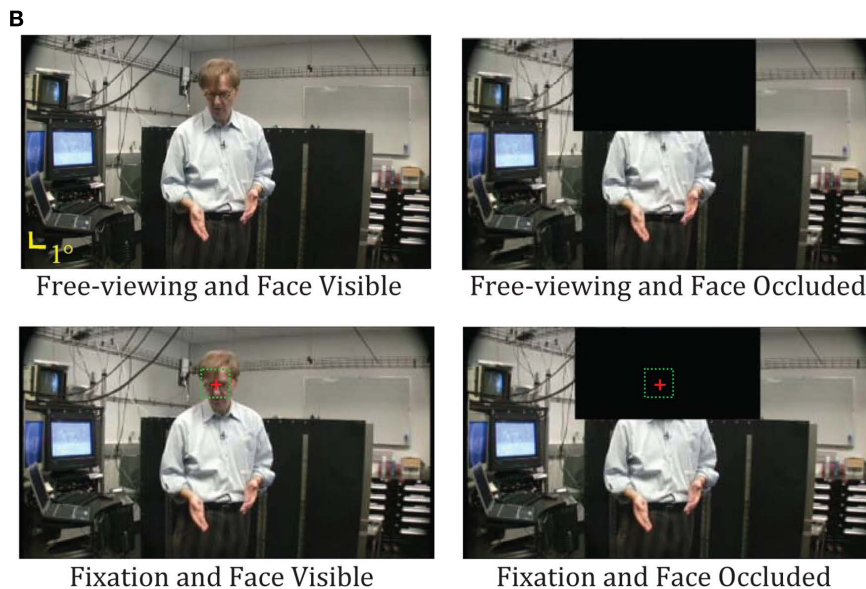 B
1°
Free-viewing and Face Visible
Free-viewing and Face Occluded
Fixation and Face Visible
Fixation and Face Occluded